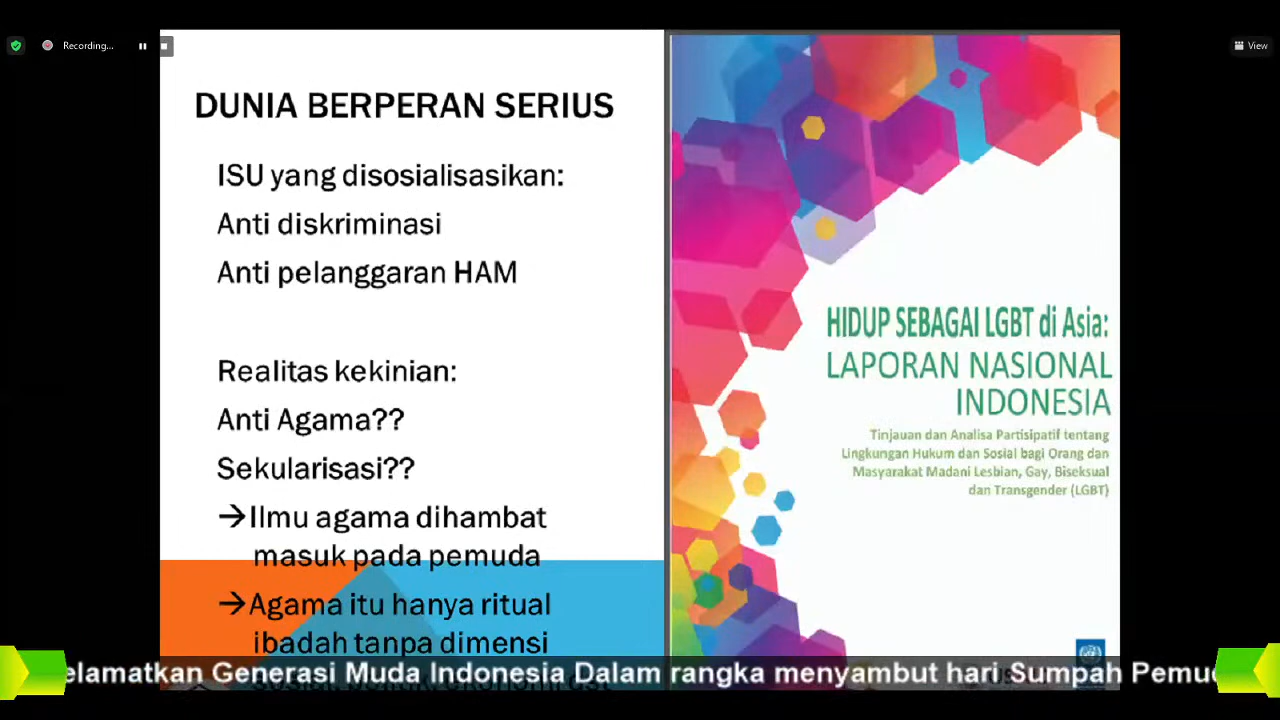 Recording...
View
DUNIA BERPERAN SERIUS
ISU yang disosialisasikan:
Anti diskriminasi
Anti pelanggaran HAM
Realitas kekinian:
Anti Agama??
Sekularisasi??
→Ilmu agama dihambat
masuk pada pemuda
→Agama itu hanya ritual
ibadah tanpa dimensi
HIDUP SEBAGAI LGBT di Asia:
LAPORAN NASIONAL
INDONESIA
Tinjauan dan Analisa Partisipatif tentang
Lingkungan Hukum dan Sosial bagi Orang dan
Masyarakat Madani Lesbian, Gay, Biseksual
dan Transgender (LGBT)
elamatkan Generasi Muda Indonesia Dalam rangka menyambut hari Sumpah Pemu